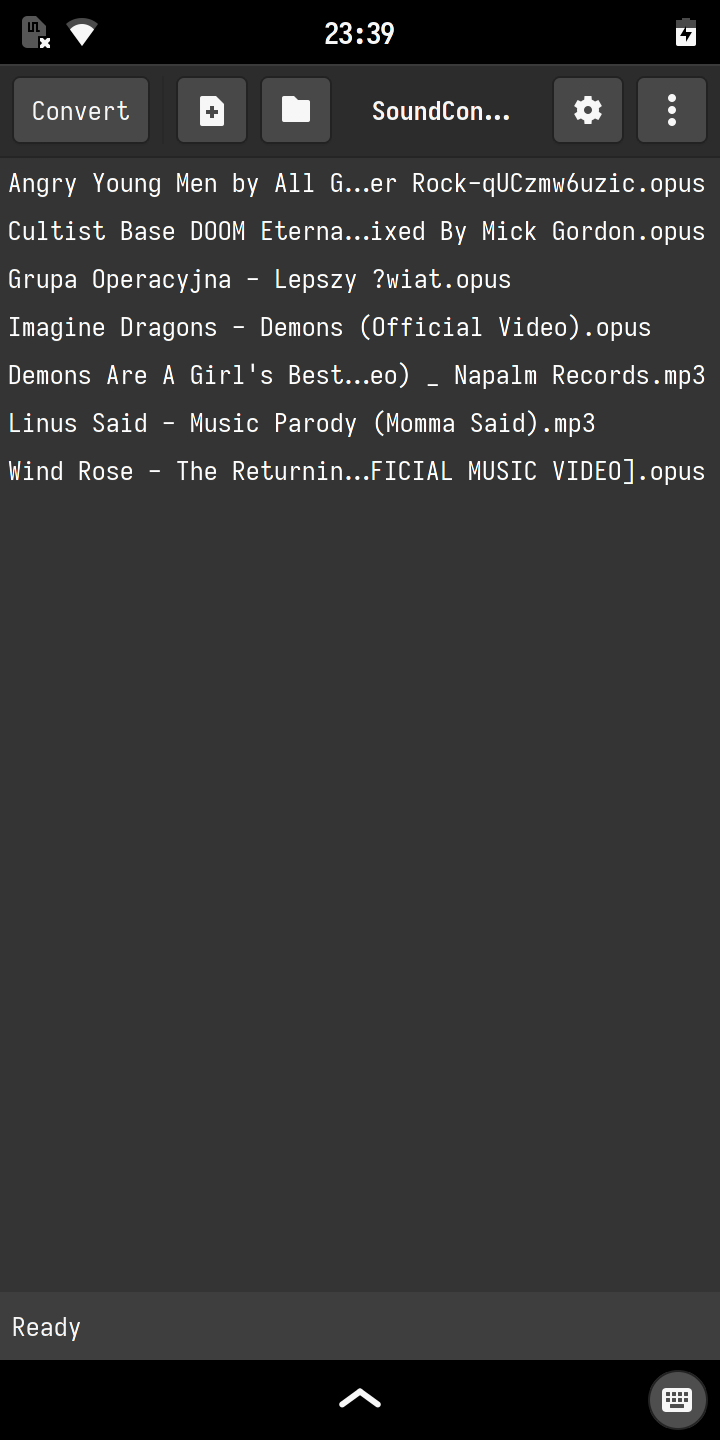 23:39
Convert
SoundCon...
Angry Young Men by All G...er Rock-qUCzmw6uzic.opus
Cultist Base DOOM Eterna...ixed By Mick Gordon.opus
Grupa Operacyjna - Lepszy ?wiat.opus
Imagine Dragons - Demons (Official Video).opus
Demons Are A Girl's Best...eo) _ Napalm Records.mp3
Linus Said - Music Parody (Momma Said).mp3
Wind Rose - The Returnin...FICIAL MUSIC VIDEO].opus
Ready